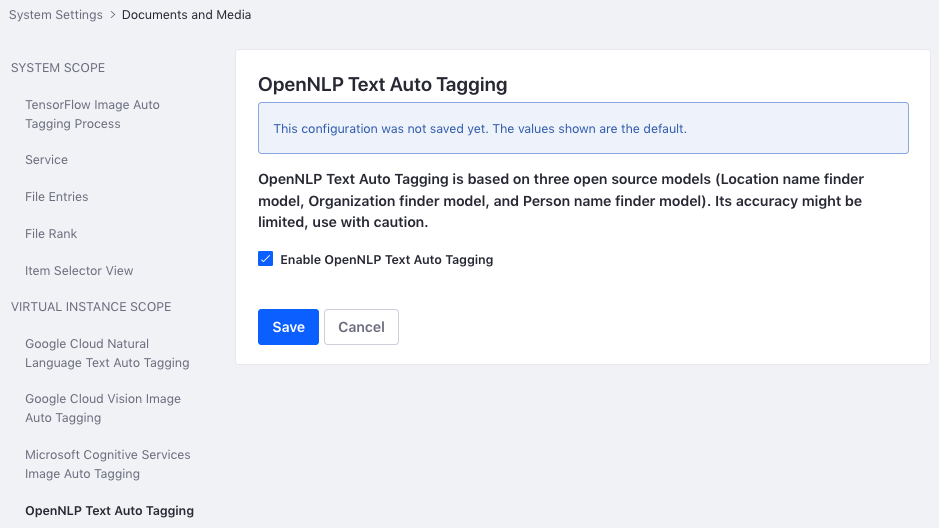 System Settings > Documents and Media
SYSTEM SCOPE
TensorFlow Image Auto
Tagging Process
Service
File Entries
File Rank
Item Selector View
VIRTUAL INSTANCE SCOPE
Google Cloud Natural
Language Text Auto Tagging
Google Cloud Vision Image
Auto Tagging
Microsoft Cognitive Services
Image Auto Tagging
OpenNLP Text Auto Tagging
OpenNLP Text Auto Tagging
This configuration was not saved yet. The values shown are the default.
OpenNLP Text Auto Tagging is based on three open source models (Location name finder
model, Organization finder model, and Person name finder model). Its accuracy might be
limited, use with caution.
Enable OpenNLP Text Auto Tagging
Save Cancel